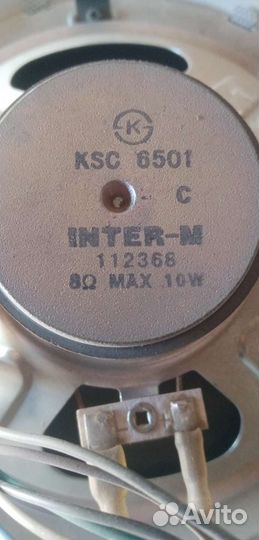 K
KSC 6501
C
INTER-M
112368
8Ω MAX 10W
Avito